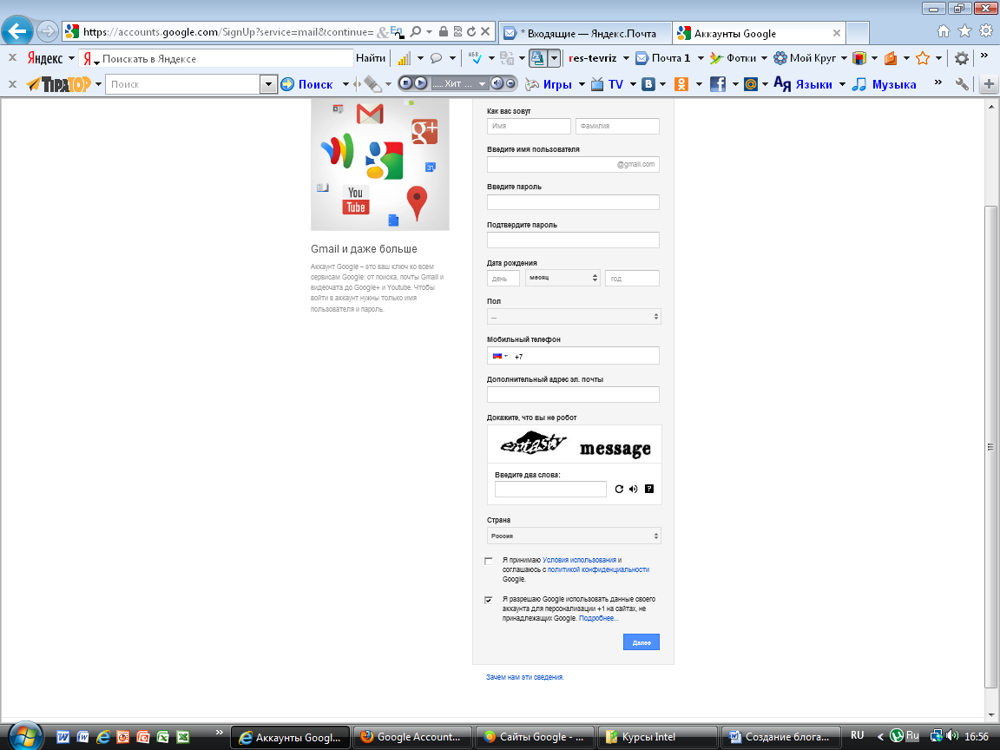 https://accounts.google.com/SignUp?service=mail&continue=
* Входящие — Яндекс.Почта
Аккаунты Google
Яндекс
Я
Поискать в Яндексе
Найти
res-tevriz
Почта 1
Фотки
Мой Круг
Поиск
Поиск
.....Хит ...
Игры
TV
Языки
Музыка
Gmail и даже больше
Аккаунт Google – это ваш ключ ко всем
сервисам Google: от поиска, почты Gmail и
видеочата до Google+ и Youtube. Чтобы
войти в аккаунт нужны только имя
пользователя и пароль.
You
Tube
g+
31
Как вас зовут
Имя
Фамилия
Введите имя пользователя
@gmail.com
Введите пароль
Подтвердите пароль
Дата рождения
день
месяц
год
Пол
...
Мобильный телефон
+7
Дополнительный адрес эл. почты
Докажите, что вы не робот
message
Введите два слова:
Страна
Россия
Я принимаю Условия использования и
соглашаюсь с политикой конфиденциальности
Google.
Я разрешаю Google использовать данные своего
аккаунта для персонализации +1 на сайтах, не
принадлежащих Google. Подробнее...
Далее
Зачем нам эти сведения.
Аккаунты Googl...
Google Account...
Сайты Google - ...
Курсы Intel
Создание блога...
RU
Ru
16:56